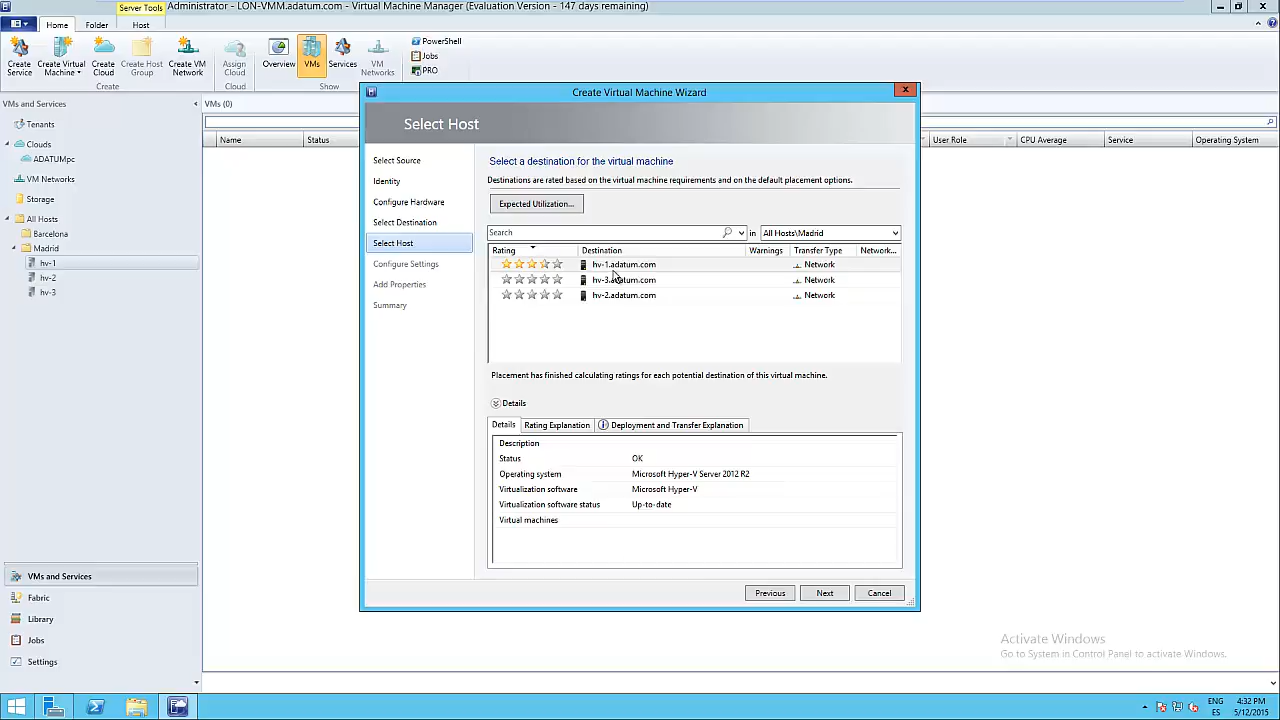 Server Tools
Administrator - LON-VMM.adatum.com - Virtual Machine Manager (Evaluation Version - 147 days remaining)
Home
Folder
Host
Create Service
Create Virtual Machine
Create Cloud
Create Host Group
Create VM Network
Create
Assign Cloud
Cloud
Overview
VMs
Services
VM Networks
Show
PowerShell
Jobs
PRO
VMs and Services
Tenants
Clouds
ADATUMpc
VM Networks
Storage
All Hosts
Barcelona
Madrid
hv-1
hv-2
hv-3
VMs and Services
Fabric
Library
Jobs
Settings
VMs (0)
Name
Status
User Role
CPU Average
Service
Operating System
Create Virtual Machine Wizard
Select Host
Select Source
Identity
Configure Hardware
Select Destination
Select Host
Configure Settings
Add Properties
Summary
Select a destination for the virtual machine
Destinations are rated based on the virtual machine requirements and on the default placement options.
Expected Utilization...
Search
in
All Hosts\Madrid
Rating Destination Warnings Transfer Type Network...
hv-1.adatum.com Network
hv-3.adatum.com Network
hv-2.adatum.com Network
Placement has finished calculating ratings for each potential destination of this virtual machine.
Details
Details Rating Explanation Deployment and Transfer Explanation
Description
Status OK
Operating system Microsoft Hyper-V Server 2012 R2
Virtualization software Microsoft Hyper-V
Virtualization software status Up-to-date
Virtual machines
Previous
Next
Cancel
Activate Windows
Go to System in Control Panel to activate Windows.
ENG 4:32 PM
ES 5/12/2015